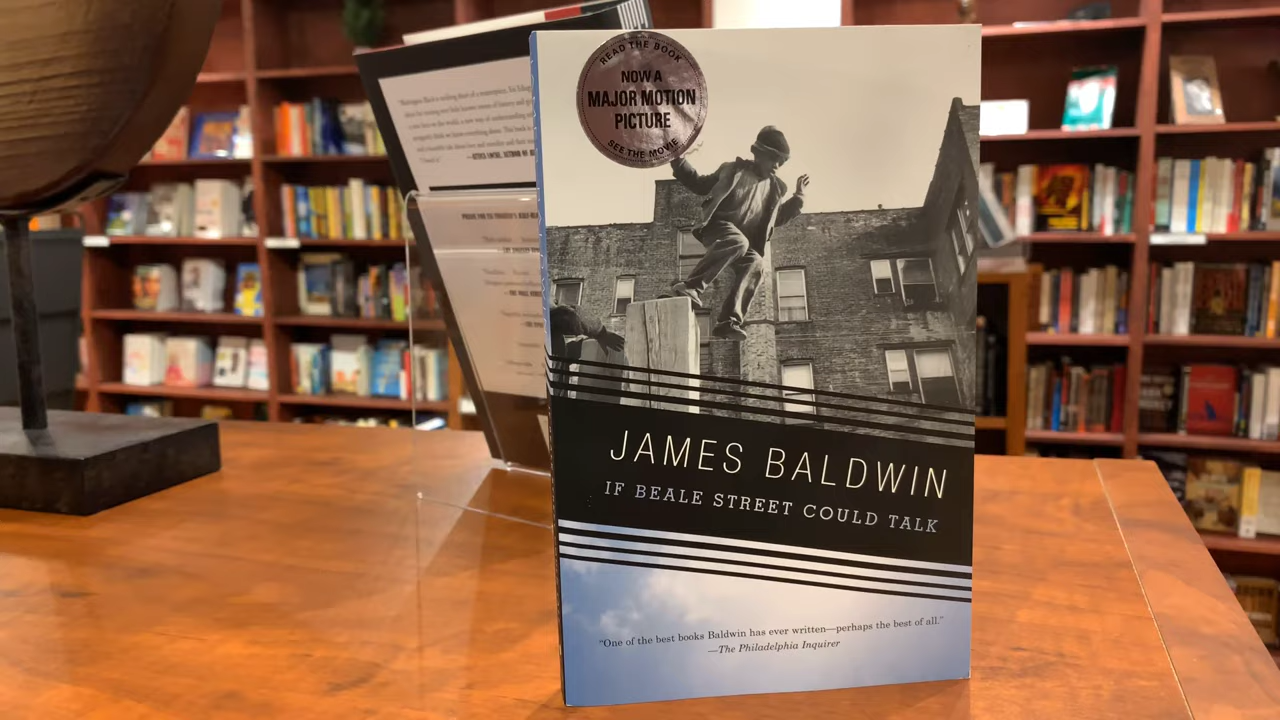 READ THE BOOK
NOW A
MAJOR MOTION
PICTURE
SEE THE MOVIE
JAMES BALDWIN
IF BEALE STREET COULD TALK
“One of the best books Baldwin has ever written—perhaps the best of all.”
—The Philadelphia Inquirer